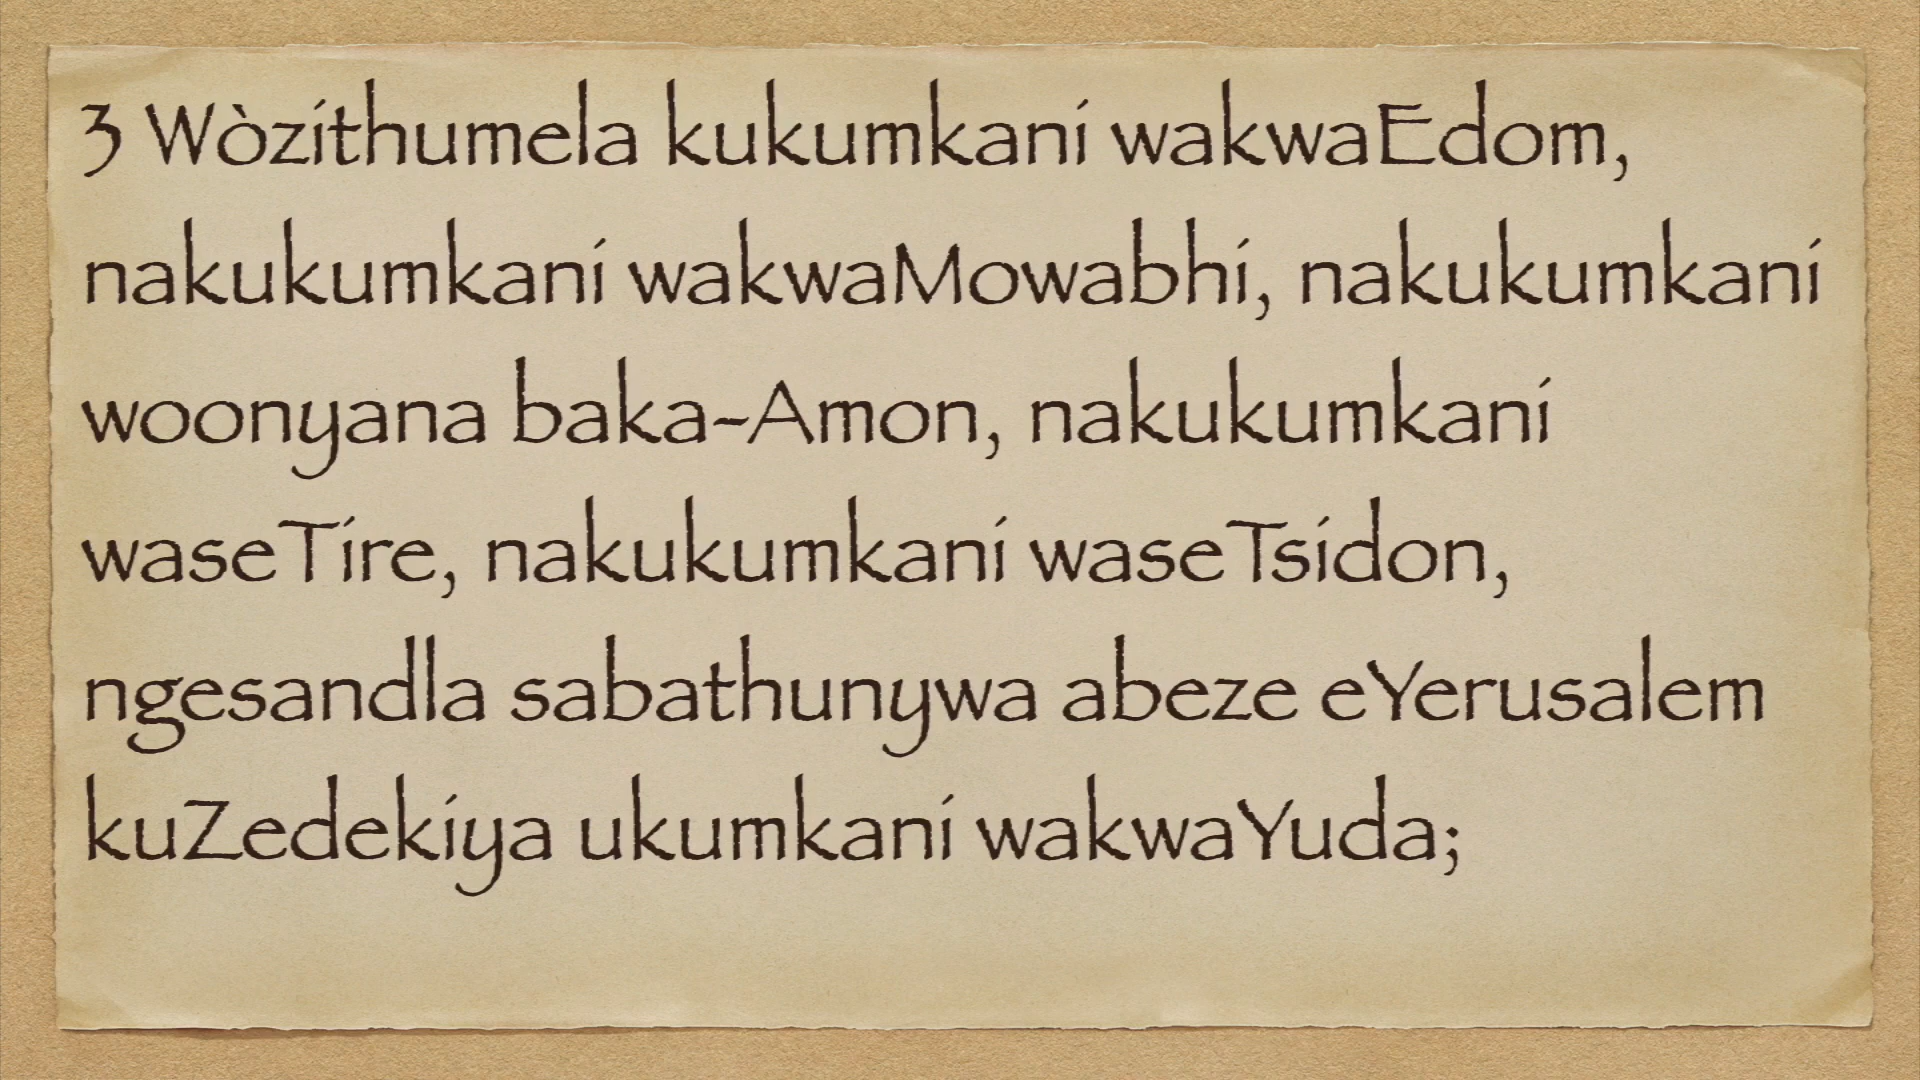 3 Wòzithumela kukumkani wakwaEdom,
nakukumkani wakwaMowabhi, nakukumkani
woonyana baka-Amon, nakukumkani
waseTire, nakukumkani waseTsidon,
ngesandla sabathunywa abeze eYerusalem
kuZedekiya ukumkani wakwaYuda;